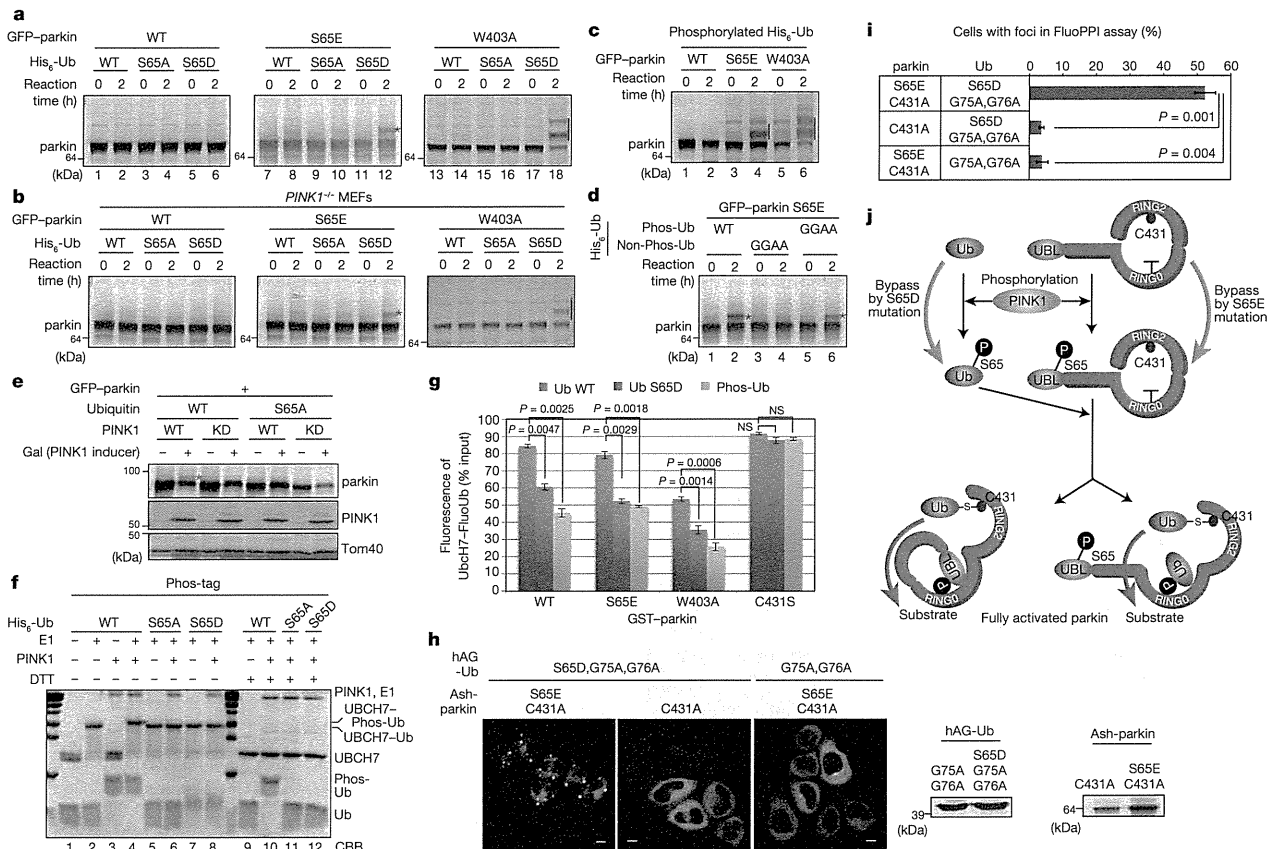 a
GFP–parkin WT S65E W403A
His6-Ub WT S65A S65D WT S65A S65D WT S65A S65D
Reaction time (h) 0 2 0 2 0 2 0 2 0 2 0 2 0 2 0 2 0 2
parkin
64 64 64
*
(kDa) 1 2 3 4 5 6 7 8 9 10 11 12 13 14 15 16 17 18
b
PINK1-/- MEFs
GFP–parkin WT S65E W403A
His6-Ub WT S65A S65D WT S65A S65D WT S65A S65D
Reaction time (h) 0 2 0 2 0 2 0 2 0 2 0 2 0 2 0 2 0 2
parkin
64 64 64
*
(kDa)
c
Phosphorylated His6-Ub
GFP–parkin WT S65E W403A
Reaction time (h) 0 2 0 2 0 2
parkin
64
(kDa) 1 2 3 4 5 6
d
GFP–parkin S65E
His6-Ub
Phos-Ub WT GGAA
Non-Phos-Ub GGAA
Reaction time (h) 0 2 0 2 0 2
parkin
64
* *
(kDa) 1 2 3 4 5 6
e
GFP–parkin +
Ubiquitin WT S65A
PINK1 WT KD WT KD
Gal (PINK1 inducer) – + – + – + – +
100
parkin
PINK1
50
50
Tom40
(kDa)
f
Phos-tag
His6-Ub WT S65A S65D WT S65A S65D
E1 – + – + + + + + + + + +
PINK1 – – + + – + – + – + + +
DTT – – – – – – – – + + + +
PINK1, E1
UBCH7–
Phos-Ub
UBCH7–Ub
UBCH7
Phos-
Ub
Ub
1 2 3 4 5 6 7 8 9 10 11 12 CBB
g
Ub WT Ub S65D Phos-Ub
Fluorescence of
UbcH7–FluoUb (% input)
100
90
80
70
60
50
40
30
20
10
0
P = 0.0025
P = 0.0047
P = 0.0018
P = 0.0029
P = 0.0006
P = 0.0014
NS
NS
WT S65E W403A C431S
GST–parkin
h
hAG
-Ub
S65D,G75A,G76A G75A,G76A
Ash-
parkin
S65E
C431A
C431A
S65E
C431A
hAG-Ub
G75A
G76A
S65D
G75A
G76A
39
(kDa)
Ash-parkin
C431A
S65E
C431A
64
(kDa)
i
Cells with foci in FluoPPI assay (%)
parkin Ub 0 10 20 30 40 50 60
S65E S65D
C431A G75A,G76A
P = 0.001
C431A
S65D
G75A,G76A
P = 0.004
S65E
C431A
G75A,G76A
j
RING2
C431
Ub UBL
RING0
Phosphorylation
PINK1
Bypass
by S65D
mutation
Bypass
by S65E
mutation
P P
S65 S65
Ub UBL
C431
RING0
Ub S C431
RING2
UBL
P
RING0
Substrate
Fully activated parkin
Ub S C431
RING2
P
S65
UBL
Ub
P
RING0
Substrate